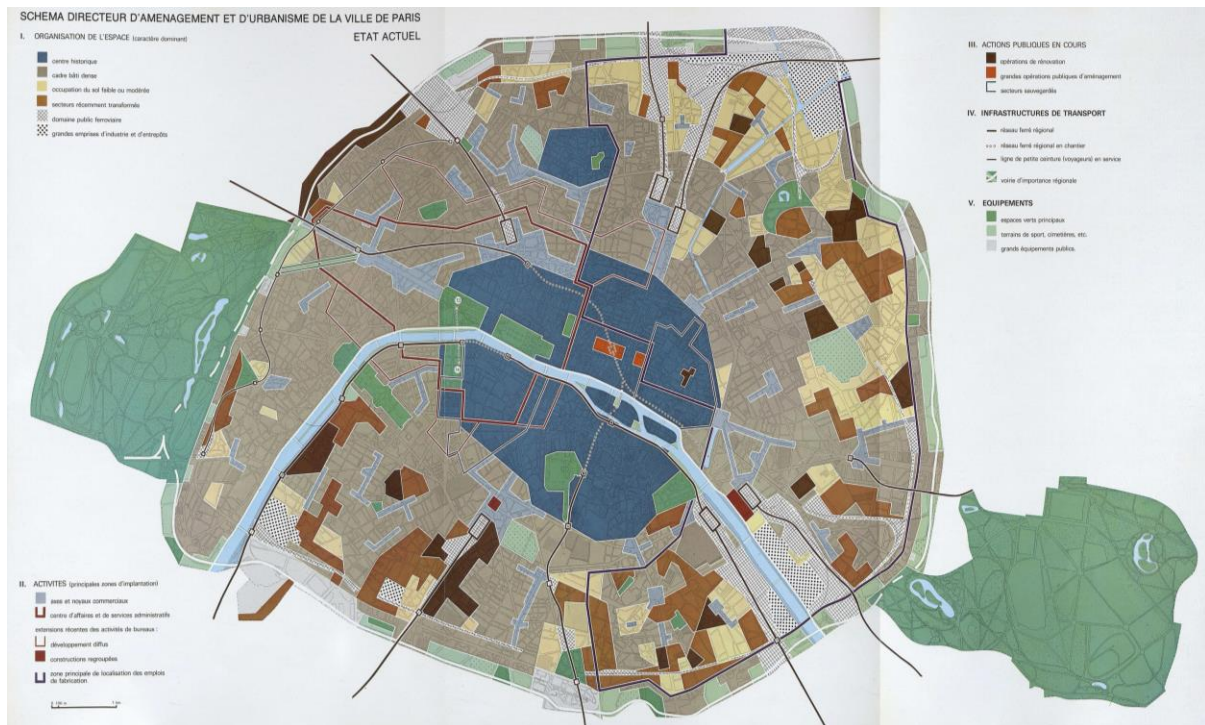 SCHEMA DIRECTEUR D'AMENAGEMENT ET D'URBANISME DE LA VILLE DE PARIS
ETAT ACTUEL
I. ORGANISATION DE L'ESPACE (caractère dominant)
centre historique
cadre bâti dense
occupation du sol faible ou modérée
secteurs récemment transformés
domaine public ferroviaire
grandes emprises d'industrie et d'entrepôts
II. ACTIVITES (principales zones d'implantation)
axes et noyaux commerciaux
centre d'affaires et de services administratifs
extensions récentes des activités de bureaux :
développement diffus
constructions regroupées
zone principale de localisation des emplois
de fabrication
III. ACTIONS PUBLIQUES EN COURS
opérations de rénovation
grandes opérations publiques d'aménagement
secteurs sauvegardés
IV. INFRASTRUCTURES DE TRANSPORT
réseau ferré régional
réseau ferré régional en chantier
ligne de petite ceinture (voyageurs) en service
voirie d'importance régionale
V. EQUIPEMENTS
espaces verts principaux
terrains de sport, cimetières, etc.
grands équipements publics.